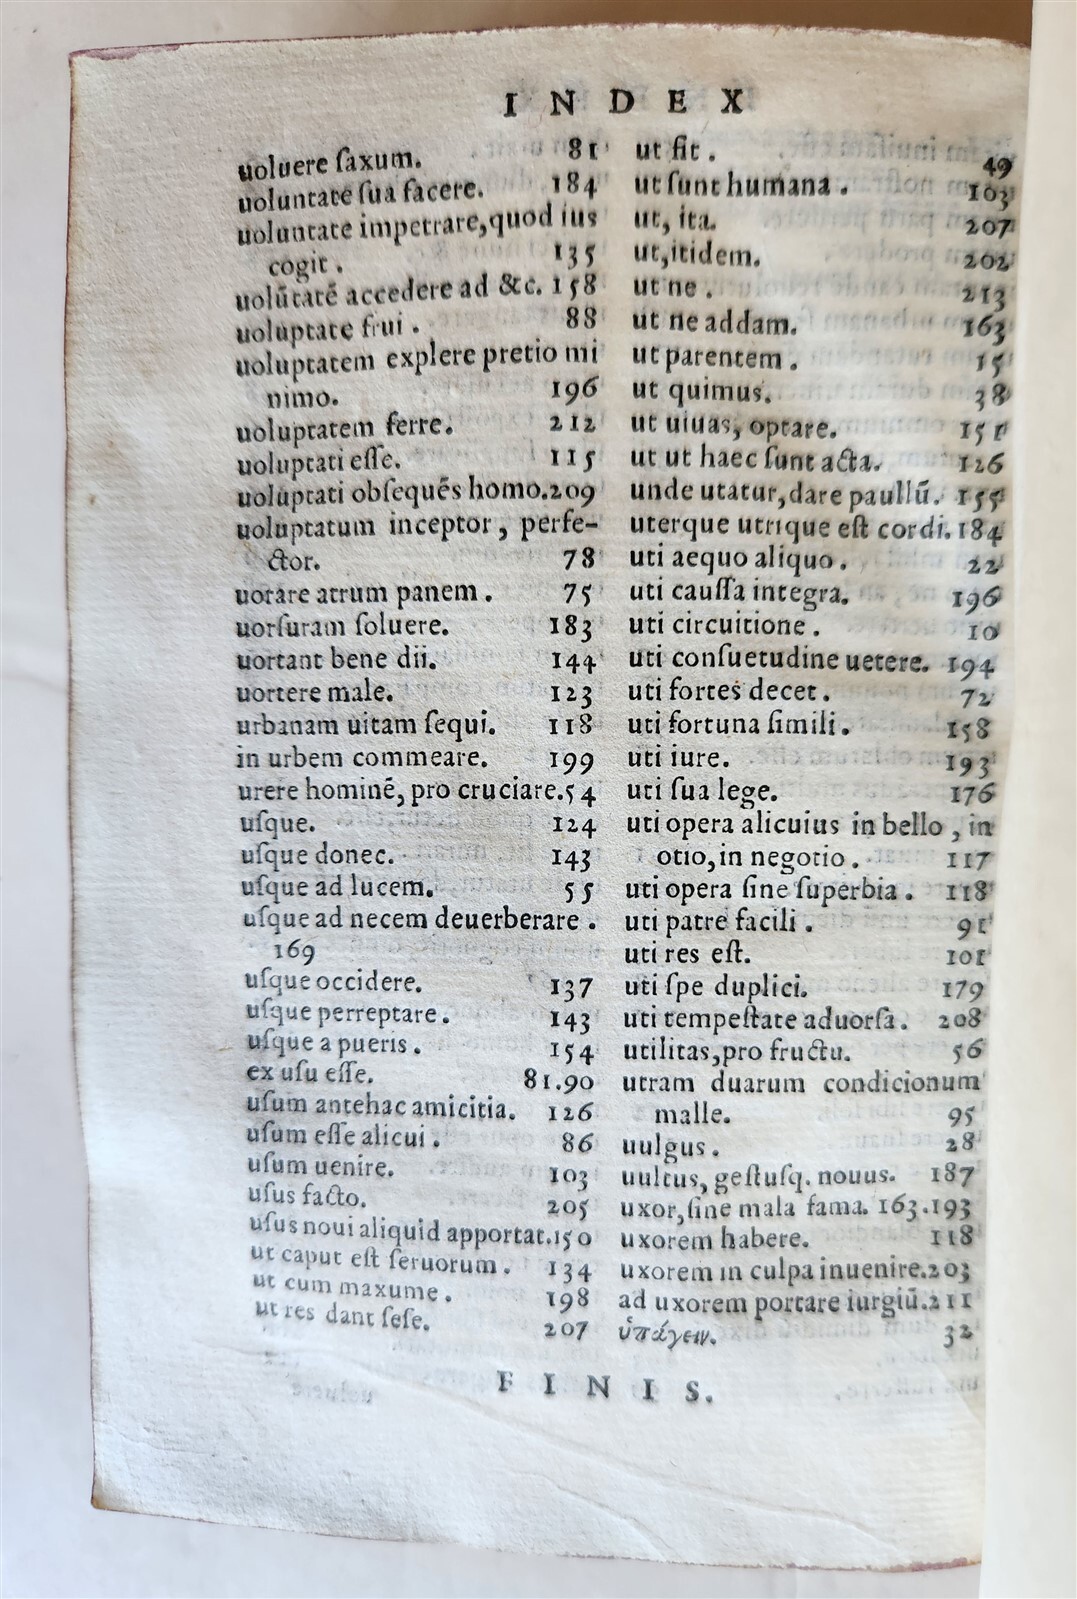 INDEX
uoluere ſaxum. 81
uoluntate ſua facere. 184
uoluntate impetrare, quod ius
cogit. 135
uolūtatē accedere ad &c. 158
uoluptate frui. 88
uoluptatem explere pretio mi
nimo. 196
uoluptatem ferre. 212
uoluptati eſſe. 115
uoluptati obſequēs homo. 209
uoluptatum inceptor, perfe-
ctor. 78
uorare atrum panem. 75
uorſuram ſoluere. 183
uortant bene dii. 144
uortere male. 123
urbanam uitam ſequi. 118
in urbem commeare. 199
urere hominē, pro cruciare. 54
uſque. 124
uſque donec. 143
uſque ad lucem. 55
uſque ad necem deuerberare.
169
uſque occidere. 137
uſque perreptare. 143
uſque a pueris. 154
ex uſu eſſe. 81.90
uſum antehac amicitia. 126
uſum eſſe alicui. 86
uſum uenire. 103
uſus facto. 205
uſus noui aliquid apportat. 150
ut caput eſt ſeruorum. 134
ut cum maxume. 198
ut res dant ſeſe. 207
ut fit. 49
ut ſunt humana. 103
ut, ita. 207
ut, itidem. 202
ut ne. 213
ut ne addam. 163
ut parentem. 15
ut quimus. 38
ut uiuas, optare. 151
ut ut haec ſunt acta. 126
unde utatur, dare paullū. 155
uterque utrique eſt cordi. 184
uti aequo aliquo. 22
uti cauſſa integra. 196
uti circuitione. 10
uti conſuetudine uetere. 194
uti fortes decet. 72
uti fortuna ſimili. 158
uti iure. 193
uti ſua lege. 176
uti opera alicuius in bello, in
otio, in negotio. 117
uti opera ſine ſuperbia. 118
uti patre facili. 91
uti res eſt. 101
uti ſpe duplici. 179
uti tempeſtate aduorſa. 208
utilitas, pro fructu. 56
utram duarum condicionum
malle. 95
uulgus. 28
uultus, geſtuſq. nouus. 187
uxor, ſine mala fama. 163.193
uxorem habere. 118
uxorem in culpa inuenire. 203
ad uxorem portare iurgiū. 211
ὑπάγειν. 32
FINIS.